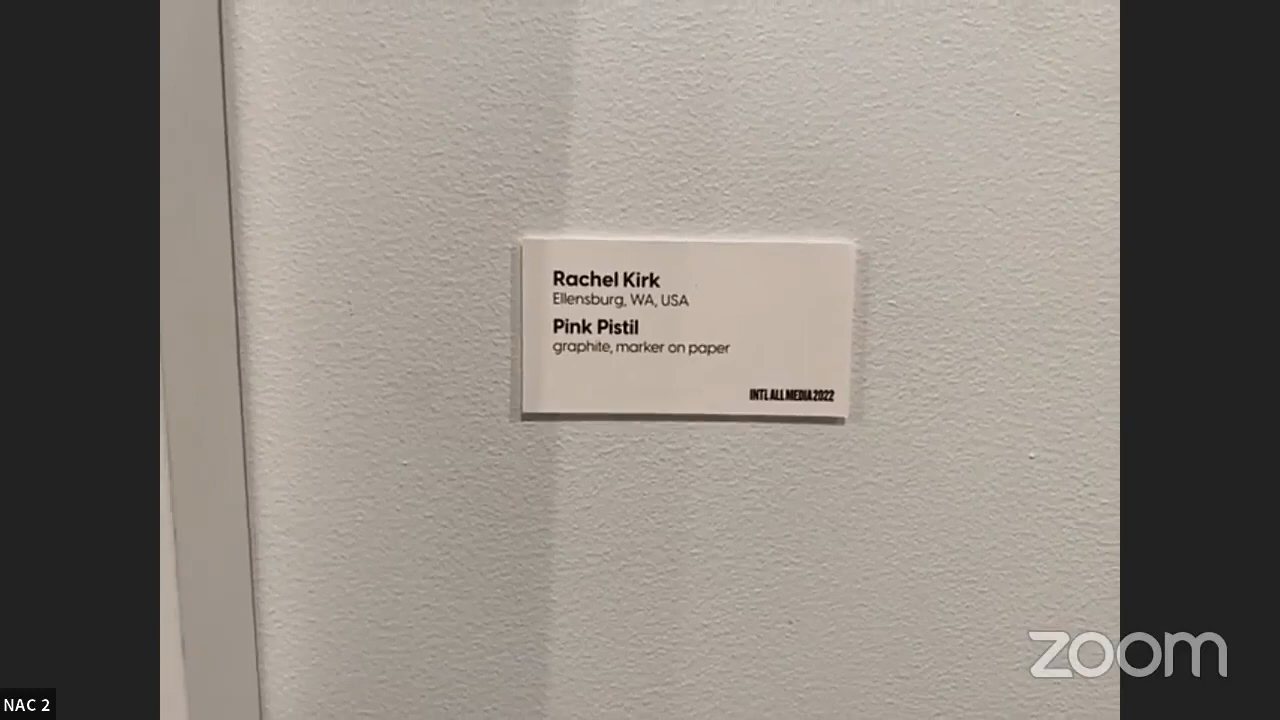 Rachel Kirk
Ellensburg, WA, USA
Pink Pistil
graphite, marker on paper
INTL ALL MEDIA 2022
zoom
NAC 2